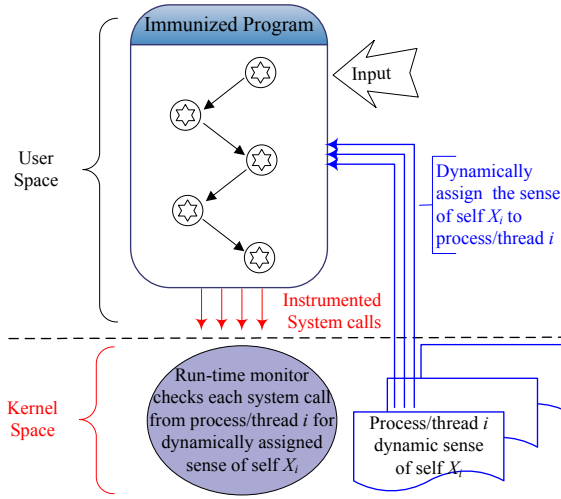 Immunized Program
Input
User
Space
Dynamically
assign the sense
of self Xi to
process/thread i
Instrumented
System calls
Kernel
Space
Run-time monitor
checks each system call
from process/thread i for
dynamically assigned
sense of self Xi
Process/thread i
dynamic sense
of self Xi